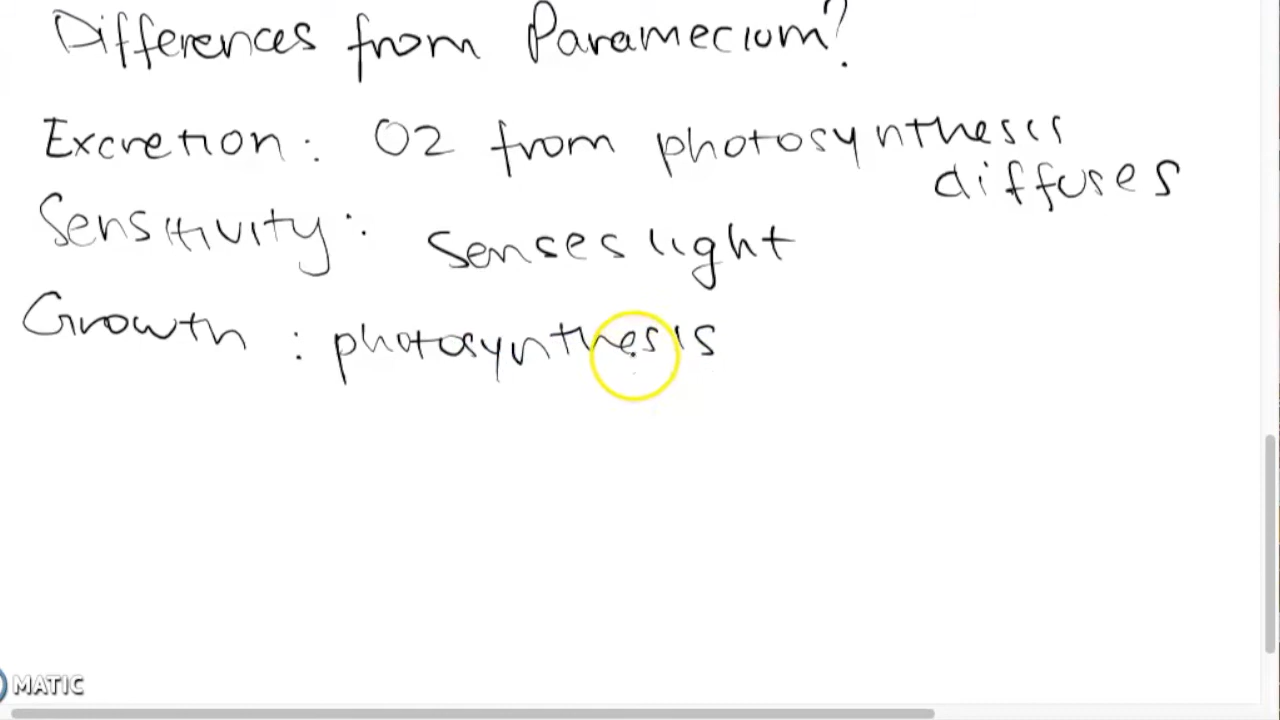 Differences from Paramecium?
Excretion: O2 from photosynthesis
diffuses
Sensitivity: Senses light
Growth: photosynthesis
MATIC